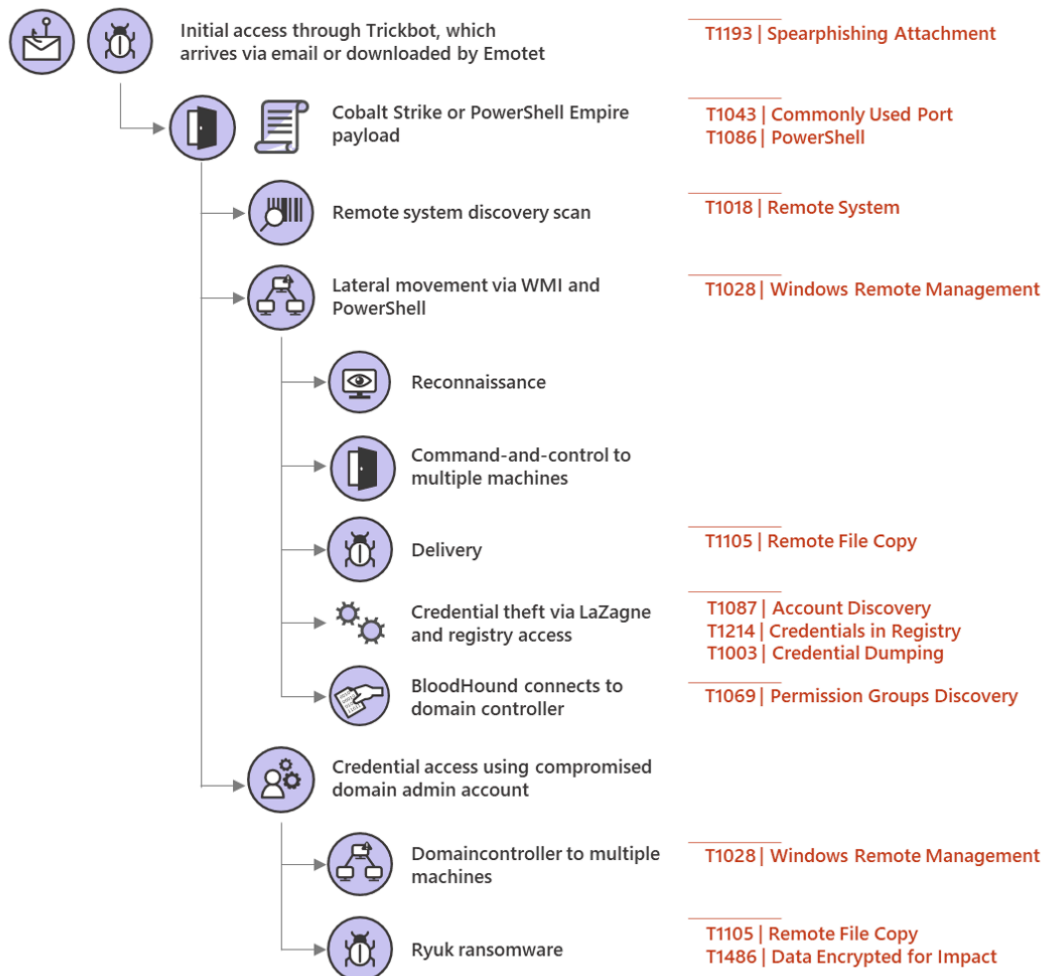 Initial access through Trickbot, which
arrives via email or downloaded by Emotet
T1193 | Spearphishing Attachment
Cobalt Strike or PowerShell Empire
payload
T1043 | Commonly Used Port
T1086 | PowerShell
Remote system discovery scan
T1018 | Remote System
Lateral movement via WMI and
PowerShell
T1028 | Windows Remote Management
Reconnaissance
Command-and-control to
multiple machines
Delivery
T1105 | Remote File Copy
Credential theft via LaZagne
and registry access
T1087 | Account Discovery
T1214 | Credentials in Registry
T1003 | Credential Dumping
BloodHound connects to
domain controller
T1069 | Permission Groups Discovery
Credential access using compromised
domain admin account
Domaincontroller to multiple
machines
T1028 | Windows Remote Management
Ryuk ransomware
T1105 | Remote File Copy
T1486 | Data Encrypted for Impact